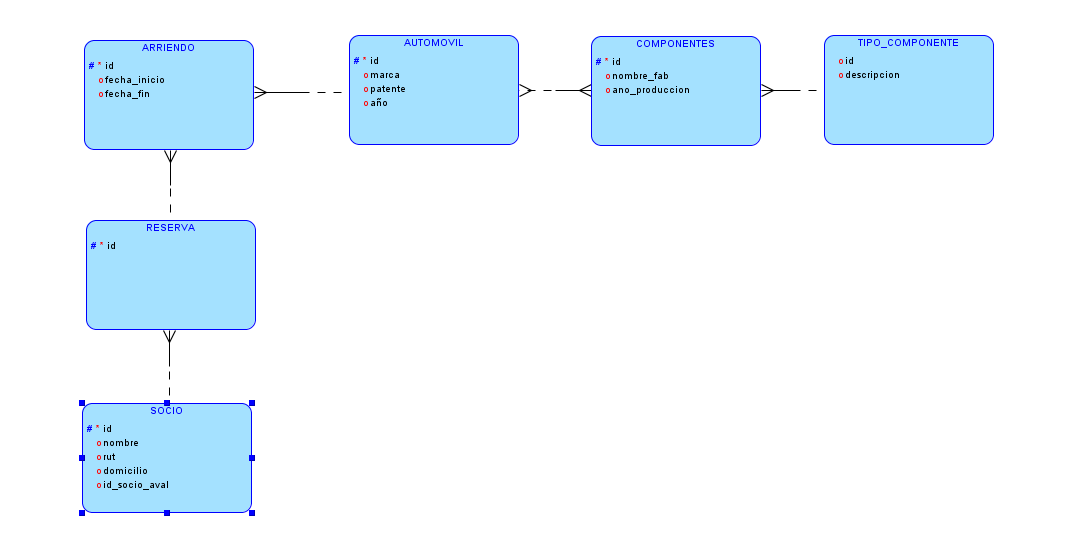 ARRIENDO
# * id
o fecha_inicio
o fecha_fin
AUTOMOVIL
# * id
o marca
o patente
o año
COMPONENTES
# * id
o nombre_fab
o ano_produccion
TIPO_COMPONENTE
o id
o descripcion
RESERVA
# * id
SOCIO
# * id
o nombre
o rut
o domicilio
o id_socio_aval